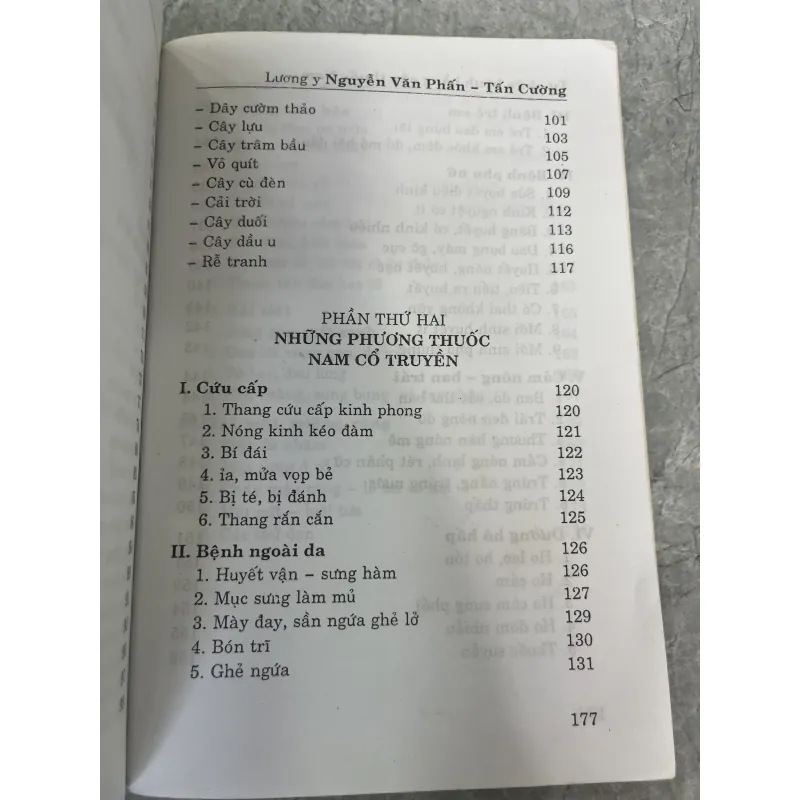 Lương y Nguyễn Văn Phấn – Tấn Cường
– Dây cườm thảo 101
– Cây lựu 103
– Cây trâm bầu 105
– Vỏ quít 107
– Cây cù đèn 109
– Cải trời 112
– Cây duối 113
– Cây dầu u 116
– Rễ tranh 117
PHẦN THỨ HAI
NHỮNG PHƯƠNG THUỐC
NAM CỔ TRUYỀN
I. Cứu cấp 120
1. Thang cứu cấp kinh phong 120
2. Nóng kinh kéo đàm 121
3. Bí đái 122
4. ỉa, mửa vọp bẻ 123
5. Bị té, bị đánh 124
6. Thang rắn cắn 125
II. Bệnh ngoài da 126
1. Huyết vận – sưng hàm 126
2. Mục sưng làm mủ 127
3. Mày đay, sần ngứa ghẻ lở 129
4. Bón trĩ 130
5. Ghẻ ngứa 131
177